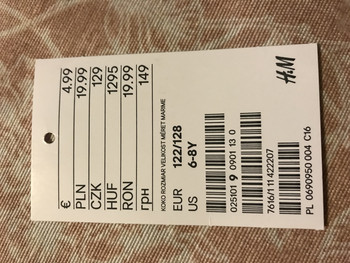 € 4.99
PLN 19.99
CZK 129
HUF 1295
RON 19.99
грн 149
KOKO ROZMIAR VELIKOST MÉRET MARIME
EUR 122/128
US 6-8Y
025101 9 0901 13 0
7616/111422207
PL 0690950 004 C16
H&M